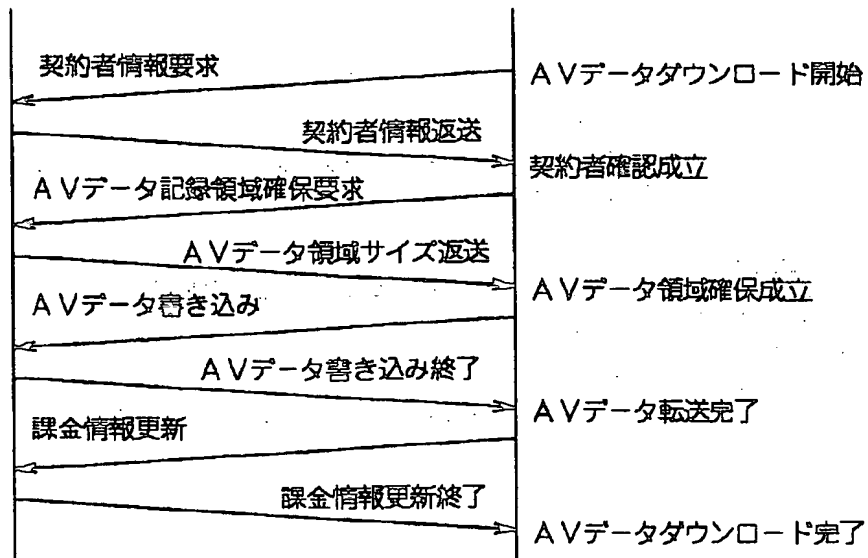 契約者情報要求
AVデータダウンロード開始
契約者情報返送
契約者確認成立
AVデータ記録領域確保要求
AVデータ領域サイズ返送
AVデータ領域確保成立
AVデータ書き込み
AVデータ書き込み終了
AVデータ転送完了
課金情報更新
課金情報更新終了
AVデータダウンロード完了